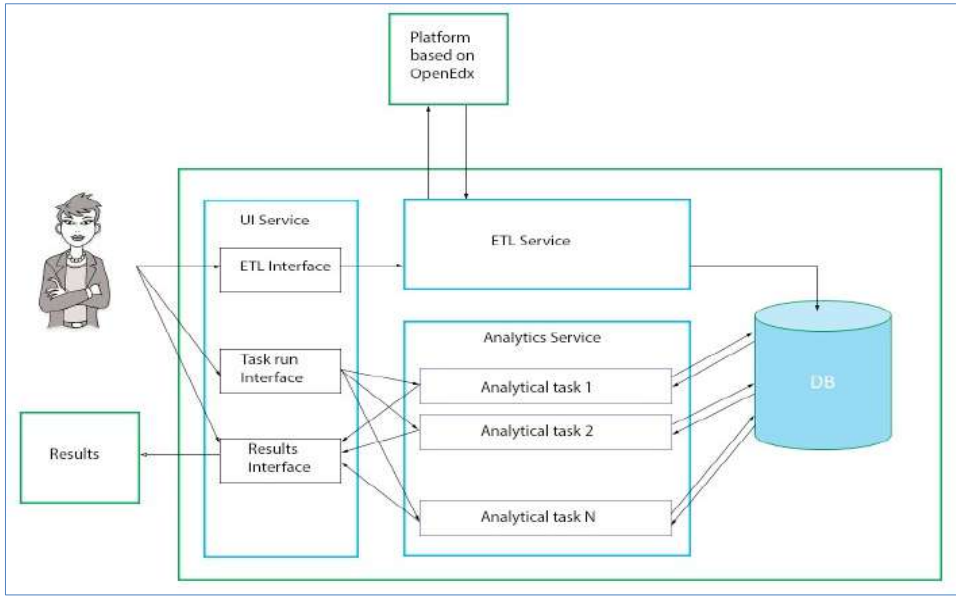 Platform
based on
OpenEdx
UI Service
ETL Service
ETL Interface
Analytics Service
Task run
Interface
Analytical task 1
DB
Analytical task 2
Results
Results
Interface
Analytical task N